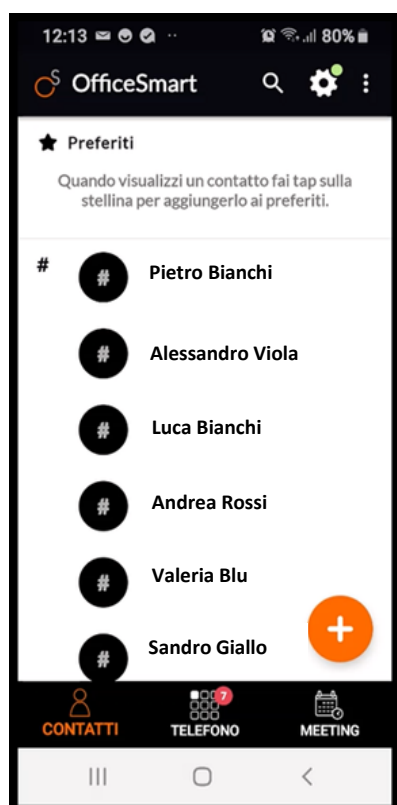 12:13 80%
OS OfficeSmart
Preferiti
Quando visualizzi un contatto fai tap sulla
stellina per aggiungerlo ai preferiti.
# # Pietro Bianchi
# Alessandro Viola
# Luca Bianchi
# Andrea Rossi
# Valeria Blu
# Sandro Giallo
+
7
CONTATTI TELEFONO MEETING